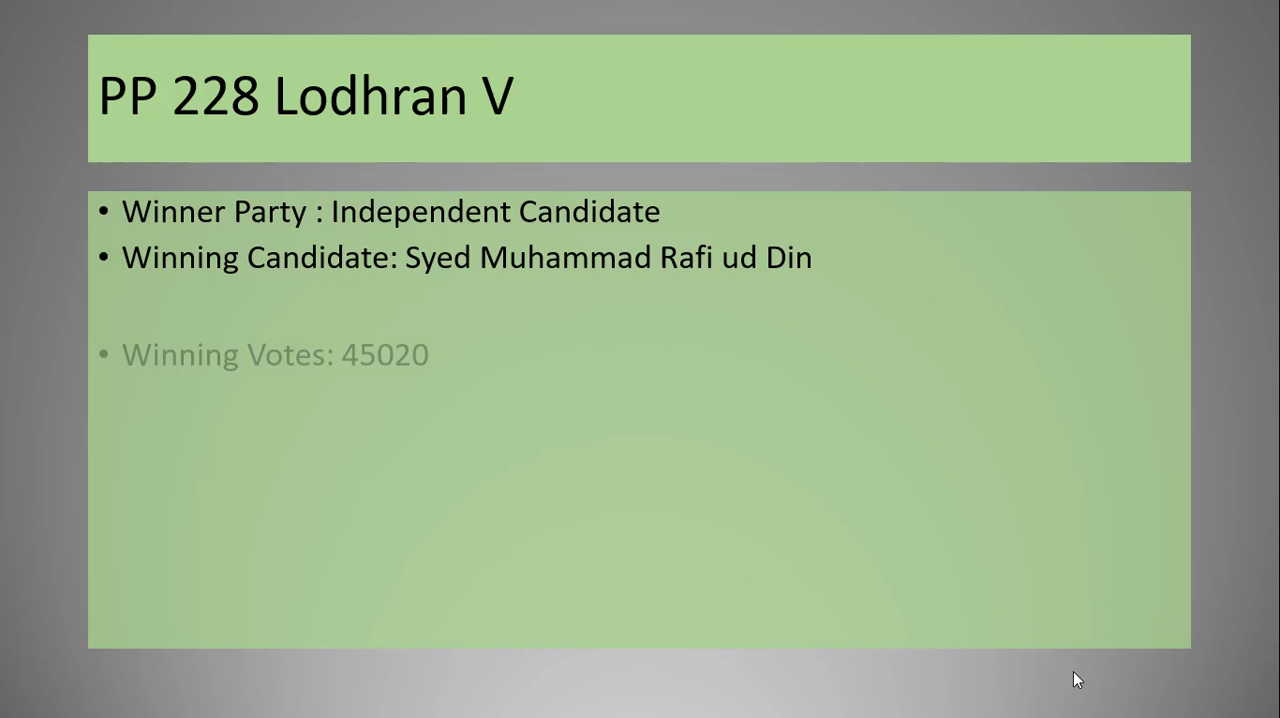 PP 228 Lodhran V
• Winner Party : Independent Candidate
• Winning Candidate: Syed Muhammad Rafi ud Din
• Winning Votes: 45020